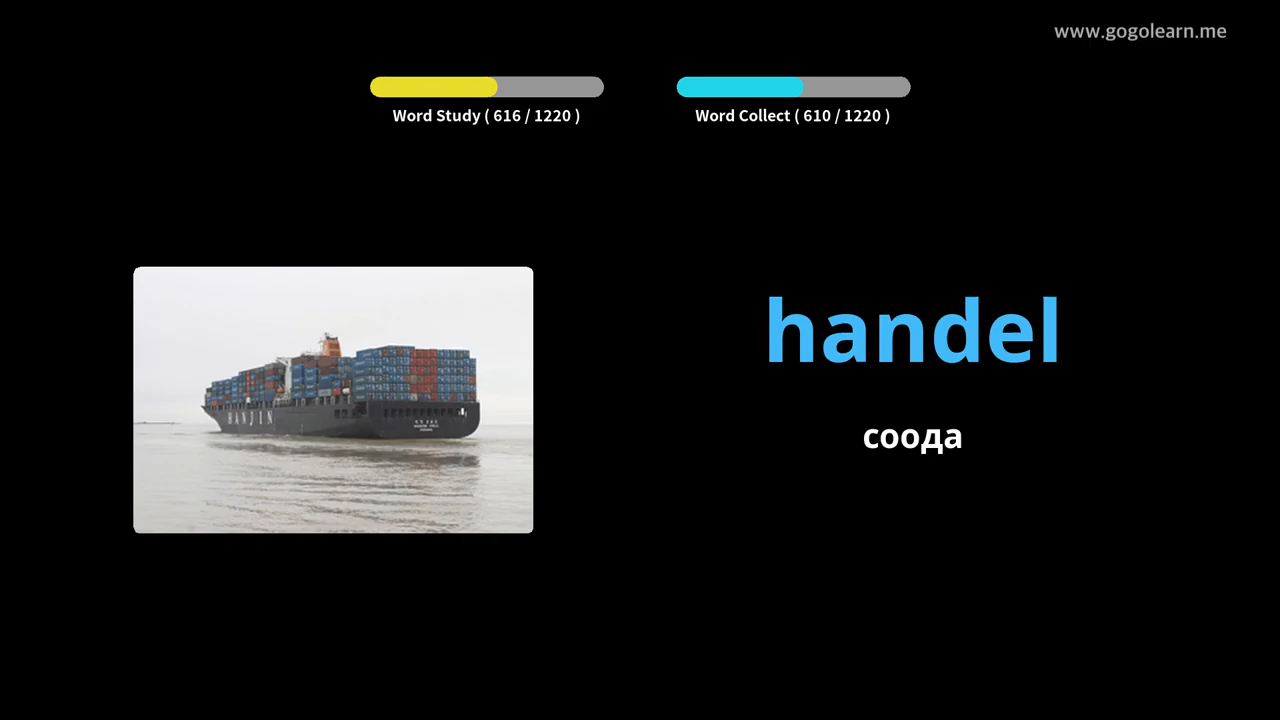 www.gogolearn.me
Word Study ( 616 / 1220 )
Word Collect ( 610 / 1220 )
HANJIN
handel
соода